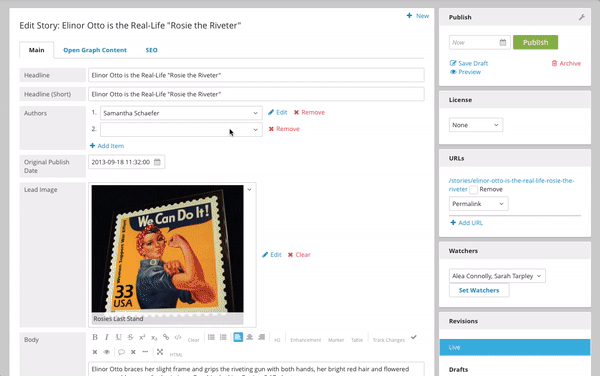 + New
Edit Story: Elinor Otto is the Real-Life "Rosie the Riveter"
Main
Open Graph Content
SEO
Headline
Elinor Otto is the Real-Life "Rosie the Riveter"
Headline (Short)
Elinor Otto is the Real-Life "Rosie the Riveter"
Authors
1. Samantha Schaefer
Edit
Remove
2.
Remove
Add Item
Original Publish Date
2013-09-18 11:32:00
Lead Image
We Can Do It!
Women Support War
33
USA
Rosies Last Stand
Edit
Clear
Body
B I U S x² x₂
Clear
H2
Enhancement
Marker
Table
Track Changes
HTML
Elinor Otto braces her slight frame and grips the riveting gun with both hands, her bright red hair and flowered
Publish
Now
Publish
Save Draft
Archive
Preview
License
None
URLs
/stories/elinor-otto-is-the-real-life-rosie-the-
riveter
Remove
Permalink
Add URL
Watchers
Alea Connolly, Sarah Tarpley
Set Watchers
Revisions
Live
Drafts